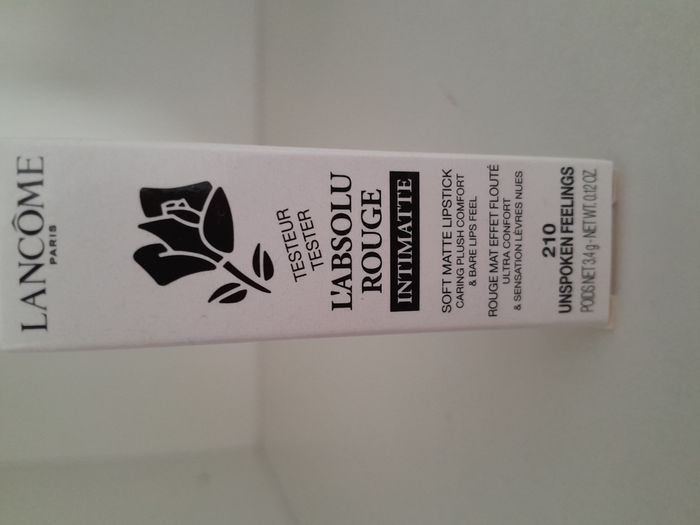 LANCÔME
PARIS
TESTEUR
TESTER
L'ABSOLU
ROUGE
INTIMATTE
SOFT MATTE LIPSTICK
CARING PLUSH COMFORT
& BARE LIPS FEEL
ROUGE MAT EFFET FLOUTÉ
ULTRA CONFORT
& SENSATION LÈVRES NUES
210
UNSPOKEN FEELINGS
POIDS NET 3.4 g - NET WT. 0.12 OZ